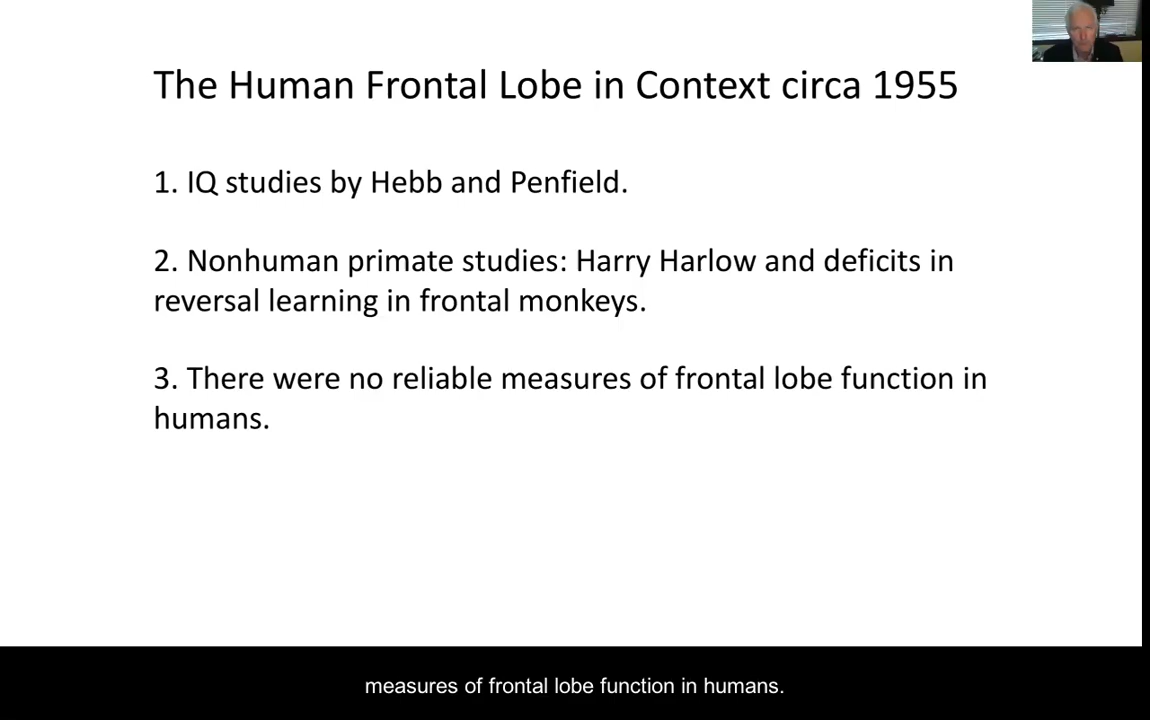 The Human Frontal Lobe in Context circa 1955
1. IQ studies by Hebb and Penfield.
2. Nonhuman primate studies: Harry Harlow and deficits in
reversal learning in frontal monkeys.
3. There were no reliable measures of frontal lobe function in
humans.
measures of frontal lobe function in humans.